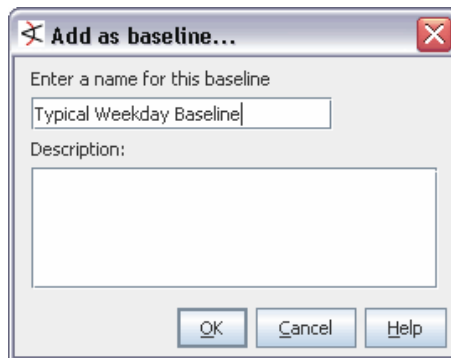 Add as baseline...
Enter a name for this baseline
Typical Weekday Baseline
Description:
OK Cancel Help